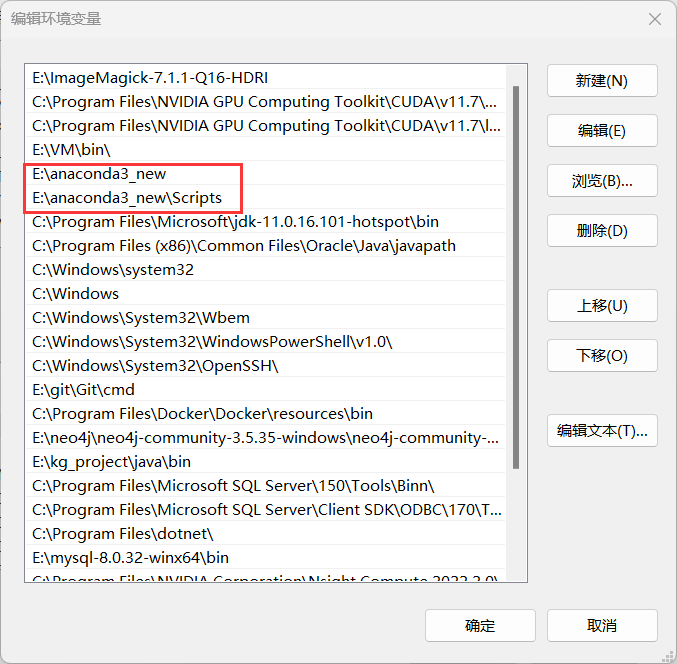 编辑环境变量
E:\ImageMagick-7.1.1-Q16-HDRI
C:\Program Files\NVIDIA GPU Computing Toolkit\CUDA\v11.7\...
C:\Program Files\NVIDIA GPU Computing Toolkit\CUDA\v11.7\l...
E:\VM\bin\
E:\anaconda3_new
E:\anaconda3_new\Scripts
C:\Program Files\Microsoft\jdk-11.0.16.101-hotspot\bin
C:\Program Files (x86)\Common Files\Oracle\Java\javapath
C:\Windows\system32
C:\Windows
C:\Windows\System32\Wbem
C:\Windows\System32\WindowsPowerShell\v1.0\
C:\Windows\System32\OpenSSH\
E:\git\Git\cmd
C:\Program Files\Docker\Docker\resources\bin
E:\neo4j\neo4j-community-3.5.35-windows\neo4j-community-...
E:\kg_project\java\bin
C:\Program Files\Microsoft SQL Server\150\Tools\Binn\
C:\Program Files\Microsoft SQL Server\Client SDK\ODBC\170\T...
C:\Program Files\dotnet\
E:\mysql-8.0.32-winx64\bin
C:\Program Files\NVIDIA Corporation\Nsight Compute 2022.2.0\
新建(N)
编辑(E)
浏览(B)...
删除(D)
上移(U)
下移(O)
编辑文本(T)...
确定
取消